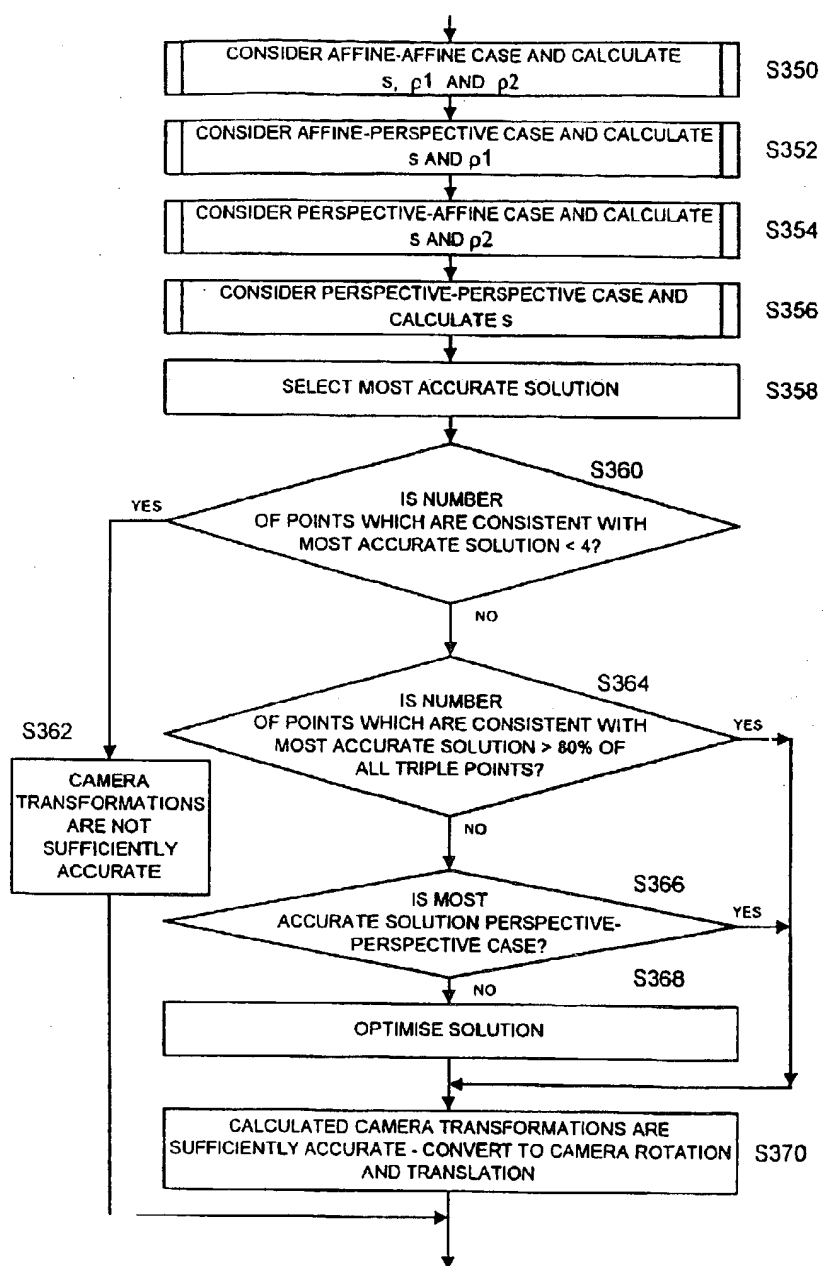 CONSIDER AFFINE-AFFINE CASE AND CALCULATE
s, ρ1 AND ρ2
S350
CONSIDER AFFINE-PERSPECTIVE CASE AND CALCULATE
s AND ρ1
S352
CONSIDER PERSPECTIVE-AFFINE CASE AND CALCULATE
s AND ρ2
S354
CONSIDER PERSPECTIVE-PERSPECTIVE CASE AND
CALCULATE s
S356
SELECT MOST ACCURATE SOLUTION
S358
S360
IS NUMBER
OF POINTS WHICH ARE CONSISTENT WITH
MOST ACCURATE SOLUTION < 4?
YES
NO
S364
IS NUMBER
OF POINTS WHICH ARE CONSISTENT WITH
MOST ACCURATE SOLUTION > 80% OF
ALL TRIPLE POINTS?
YES
NO
S362
CAMERA
TRANSFORMATIONS
ARE NOT
SUFFICIENTLY
ACCURATE
S366
IS MOST
ACCURATE SOLUTION PERSPECTIVE-
PERSPECTIVE CASE?
YES
NO
S368
OPTIMISE SOLUTION
CALCULATED CAMERA TRANSFORMATIONS ARE
SUFFICIENTLY ACCURATE - CONVERT TO CAMERA ROTATION
AND TRANSLATION
S370